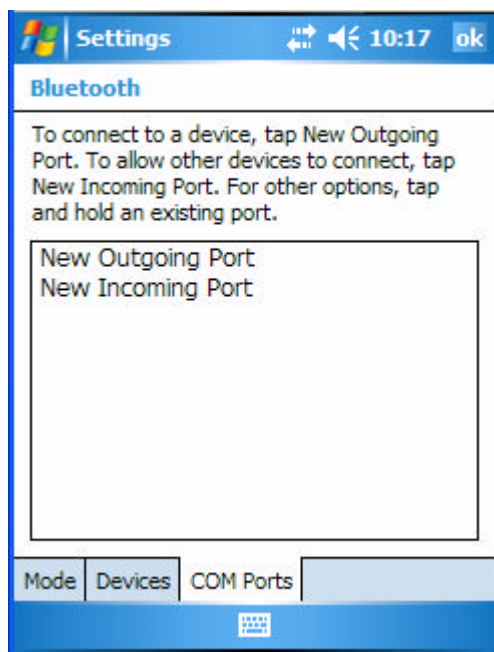 Settings 10:17 ok
Bluetooth
To connect to a device, tap New Outgoing
Port. To allow other devices to connect, tap
New Incoming Port. For other options, tap
and hold an existing port.
New Outgoing Port
New Incoming Port
Mode Devices COM Ports